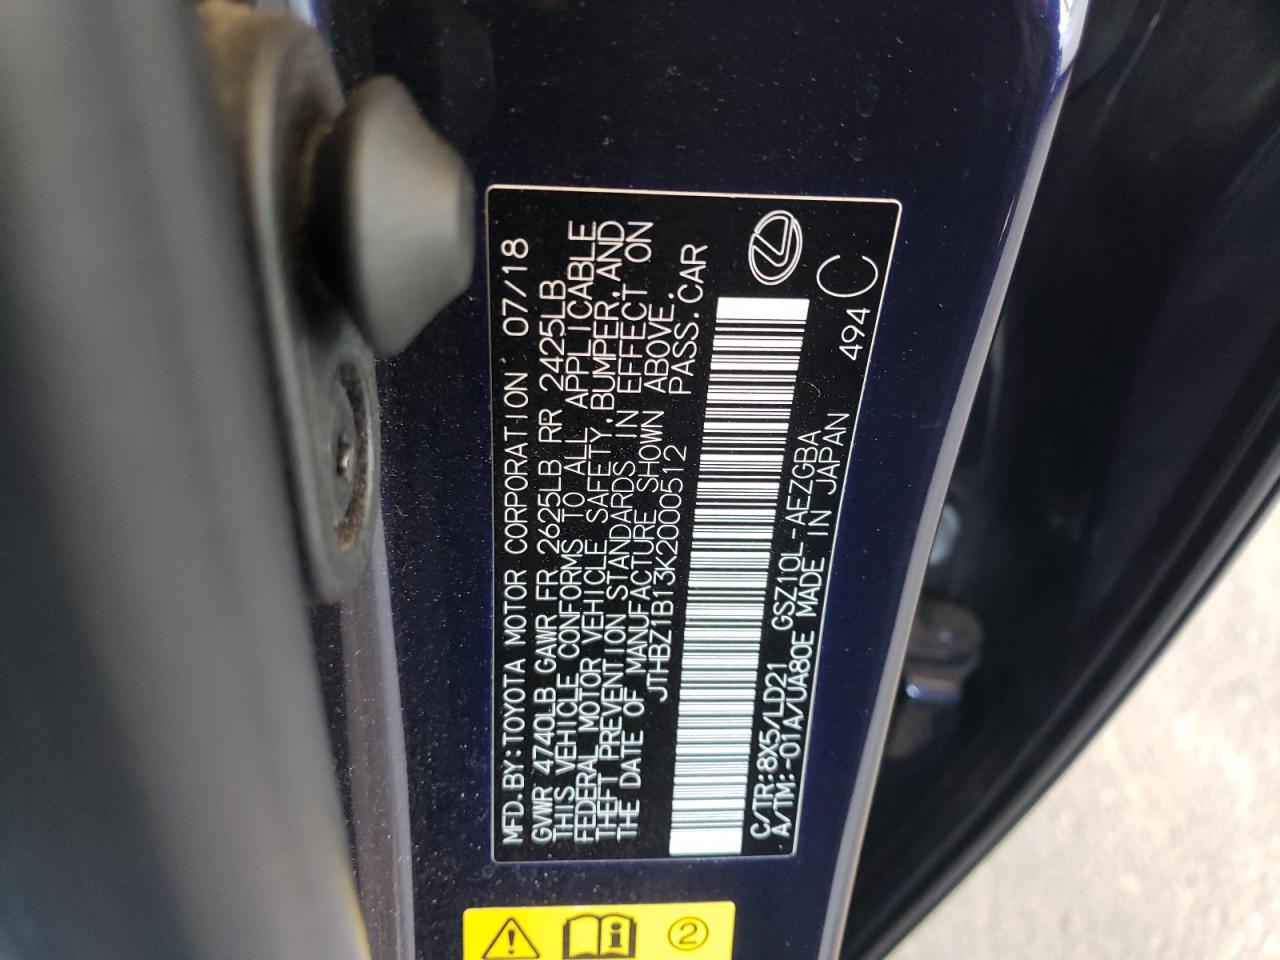 MFD.BY:TOYOTA MOTOR CORPORATION 07/18
GVWR 4740LB GAWR FR 2625LB RR 2425LB
THIS VEHICLE CONFORMS TO ALL APPLICABLE
FEDERAL MOTOR VEHICLE SAFETY,BUMPER,AND
THEFT PREVENTION STANDARDS IN EFFECT ON
THE DATE OF MANUFACTURE SHOWN ABOVE.
JTHBZ1B13K2000512 PASS.CAR
C/TR:8X5/LD21 GSZ10L-AEZGBA
A/TM:-01A/UA80E MADE IN JAPAN
494 C
2